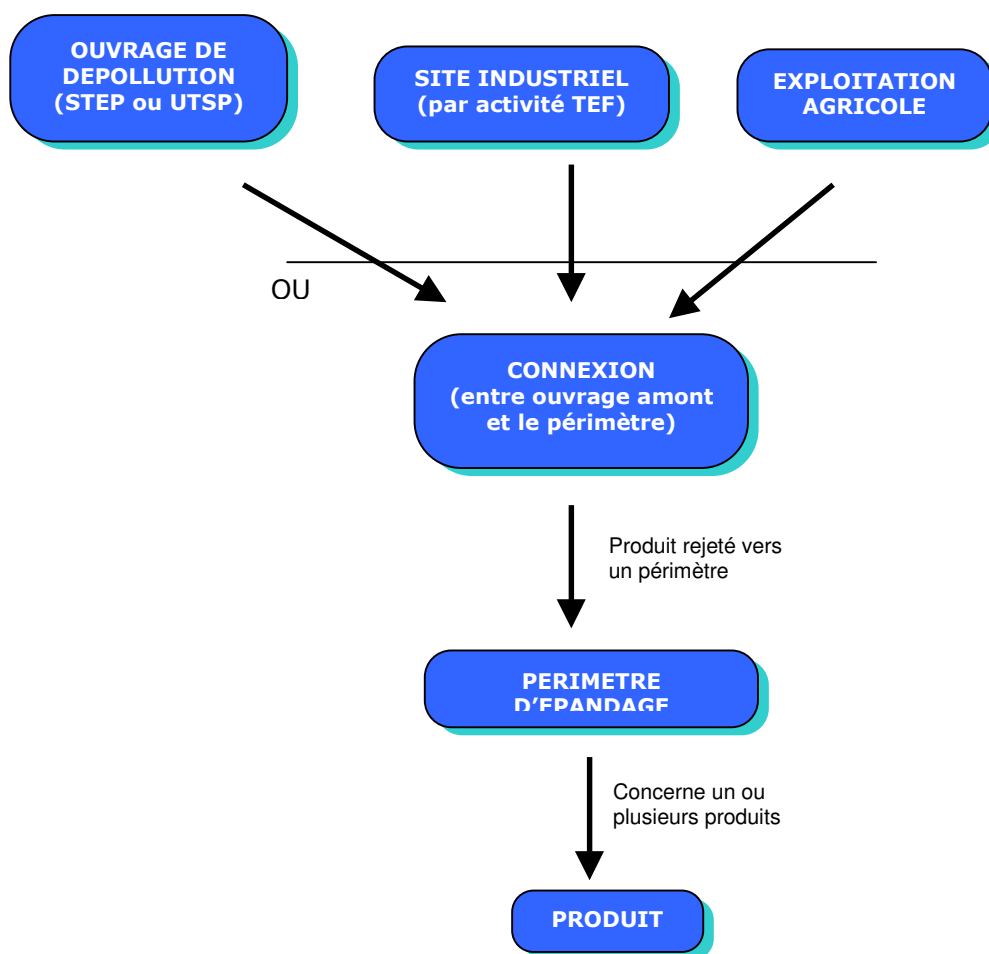 OUVRAGE DE
DEPOLLUTION
(STEP ou UTSP)
SITE INDUSTRIEL
(par activité TEF)
EXPLOITATION
AGRICOLE
OU
CONNEXION
(entre ouvrage amont
et le périmètre)
Produit rejeté vers
un périmètre
PERIMETRE
D'EPANDAGE
Concerne un ou
plusieurs produits
PRODUIT